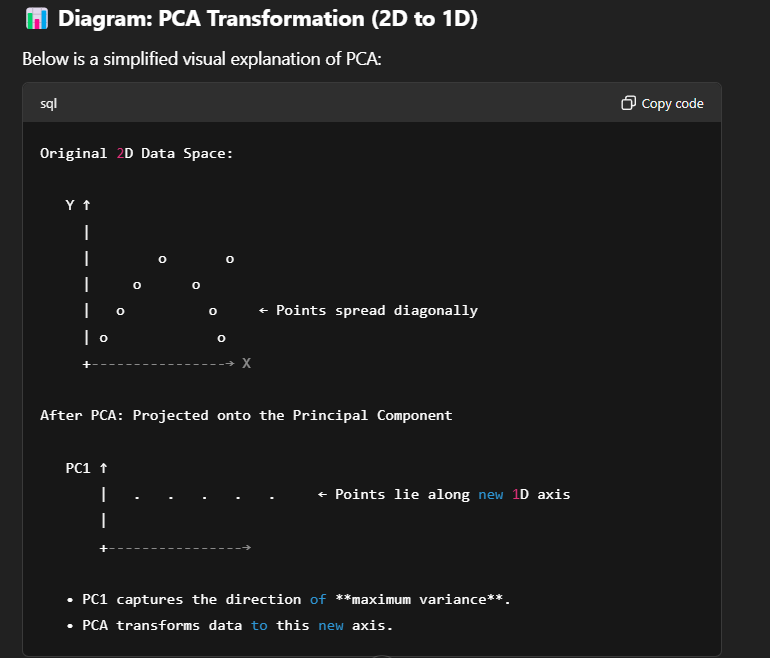 📊 Diagram: PCA Transformation (2D to 1D)
Below is a simplified visual explanation of PCA:
sql
Copy code
Original 2D Data Space:
Y ↑
|
|        o       o
|     o      o
|   o          o     ← Points spread diagonally
| o             o
+----------------→ X
After PCA: Projected onto the Principal Component
PC1 ↑
|   .   .   .   .   .     ← Points lie along new 1D axis
|
+----------------→
• PC1 captures the direction of **maximum variance**.
• PCA transforms data to this new axis.